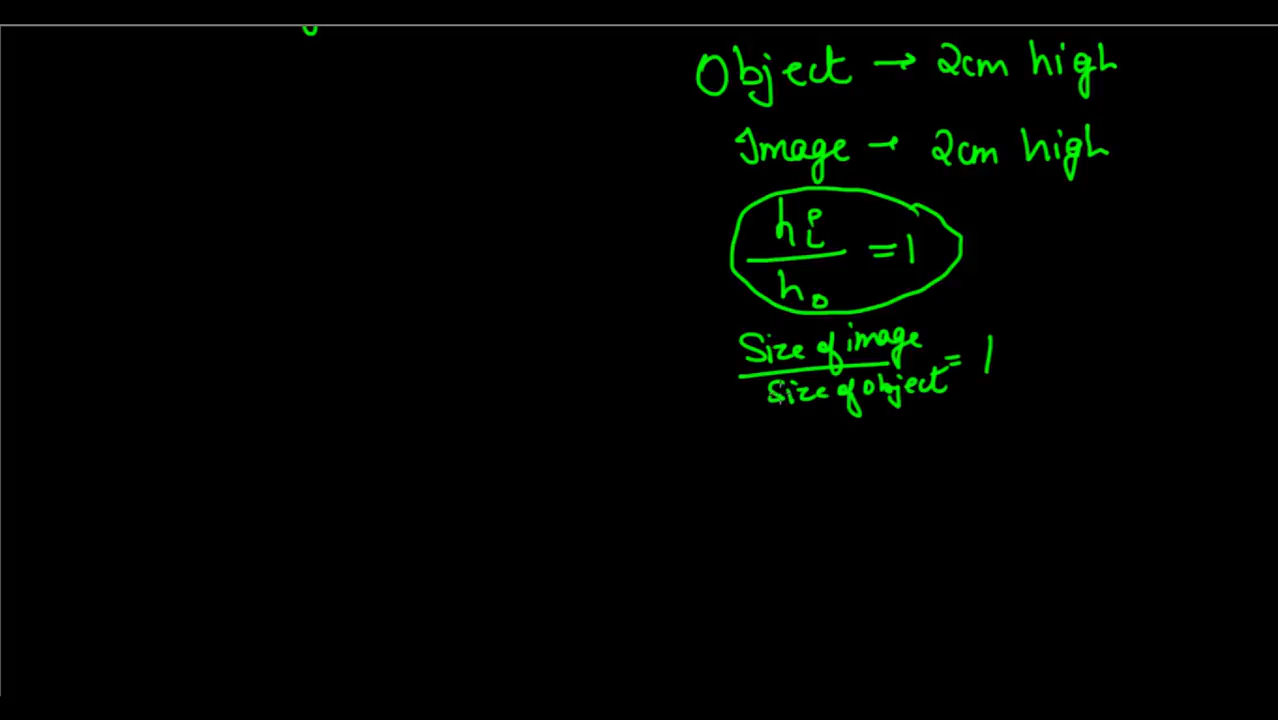 Object → 2cm high
Image → 2cm high
hi
= 1
ho
Size of image
= 1
Size of object